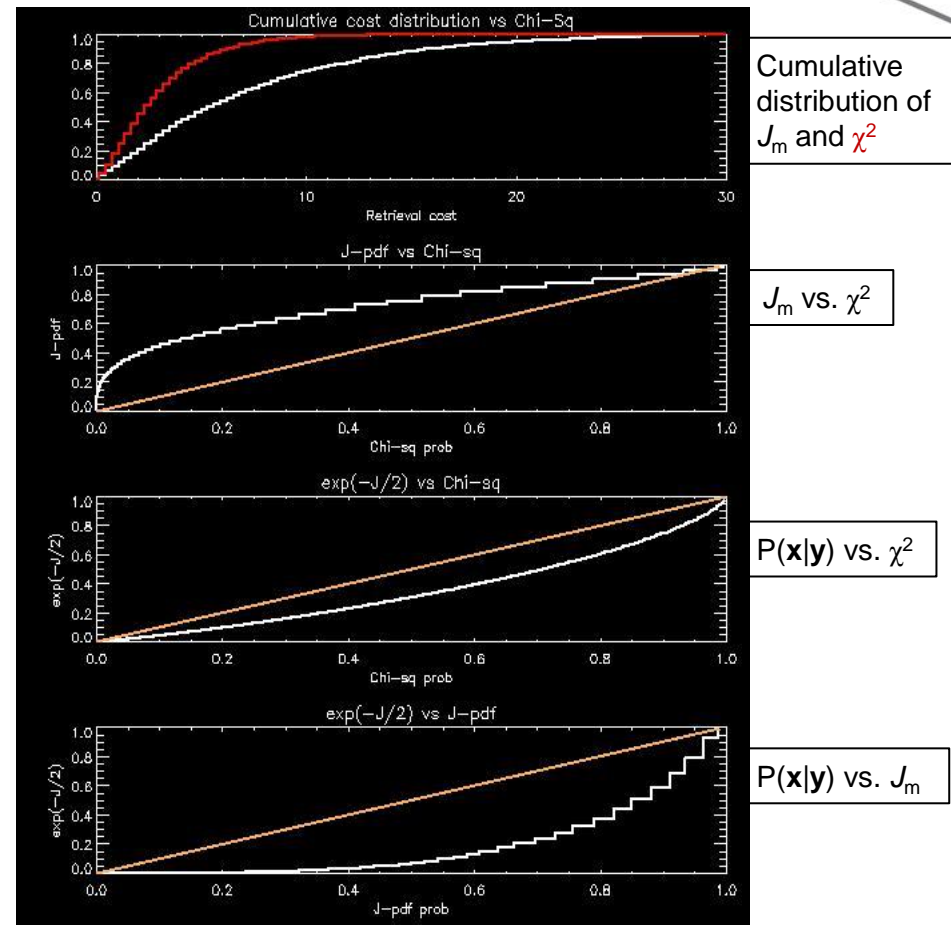 Cumulative cost distribution vs Chi-Sq
1.0
0.8
0.6
0.4
0.2
0.0
0 10 20 30
Retrieval cost
Cumulative
distribution of
Jm and χ2
J-pdf vs Chi-sq
1.0
0.8
0.6
0.4
0.2
0.0
J-pdf
0.0 0.2 0.4 0.6 0.8 1.0
Chi-sq prob
Jm vs. χ2
exp(-J/2) vs Chi-sq
1.0
0.8
0.6
0.4
0.2
0.0
exp(-J/2)
0.0 0.2 0.4 0.6 0.8 1.0
Chi-sq prob
P(x|y) vs. χ2
exp(-J/2) vs J-pdf
1.0
0.8
0.6
0.4
0.2
0.0
exp(-J/2)
0.0 0.2 0.4 0.6 0.8 1.0
J-pdf prob
P(x|y) vs. Jm